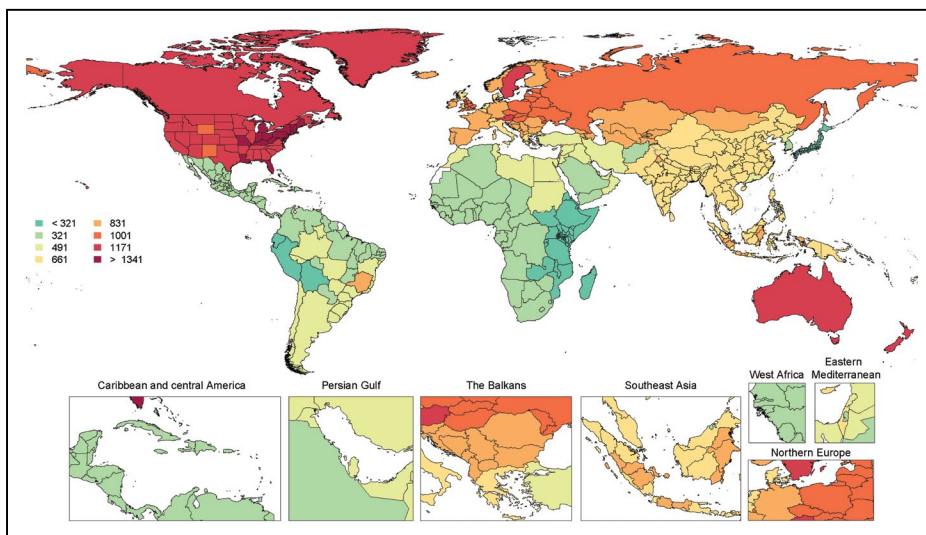 < 321
321
491
661
831
1001
1171
> 1341
Caribbean and central America
Persian Gulf
The Balkans
Southeast Asia
West Africa
Eastern
Mediterranean
Northern Europe